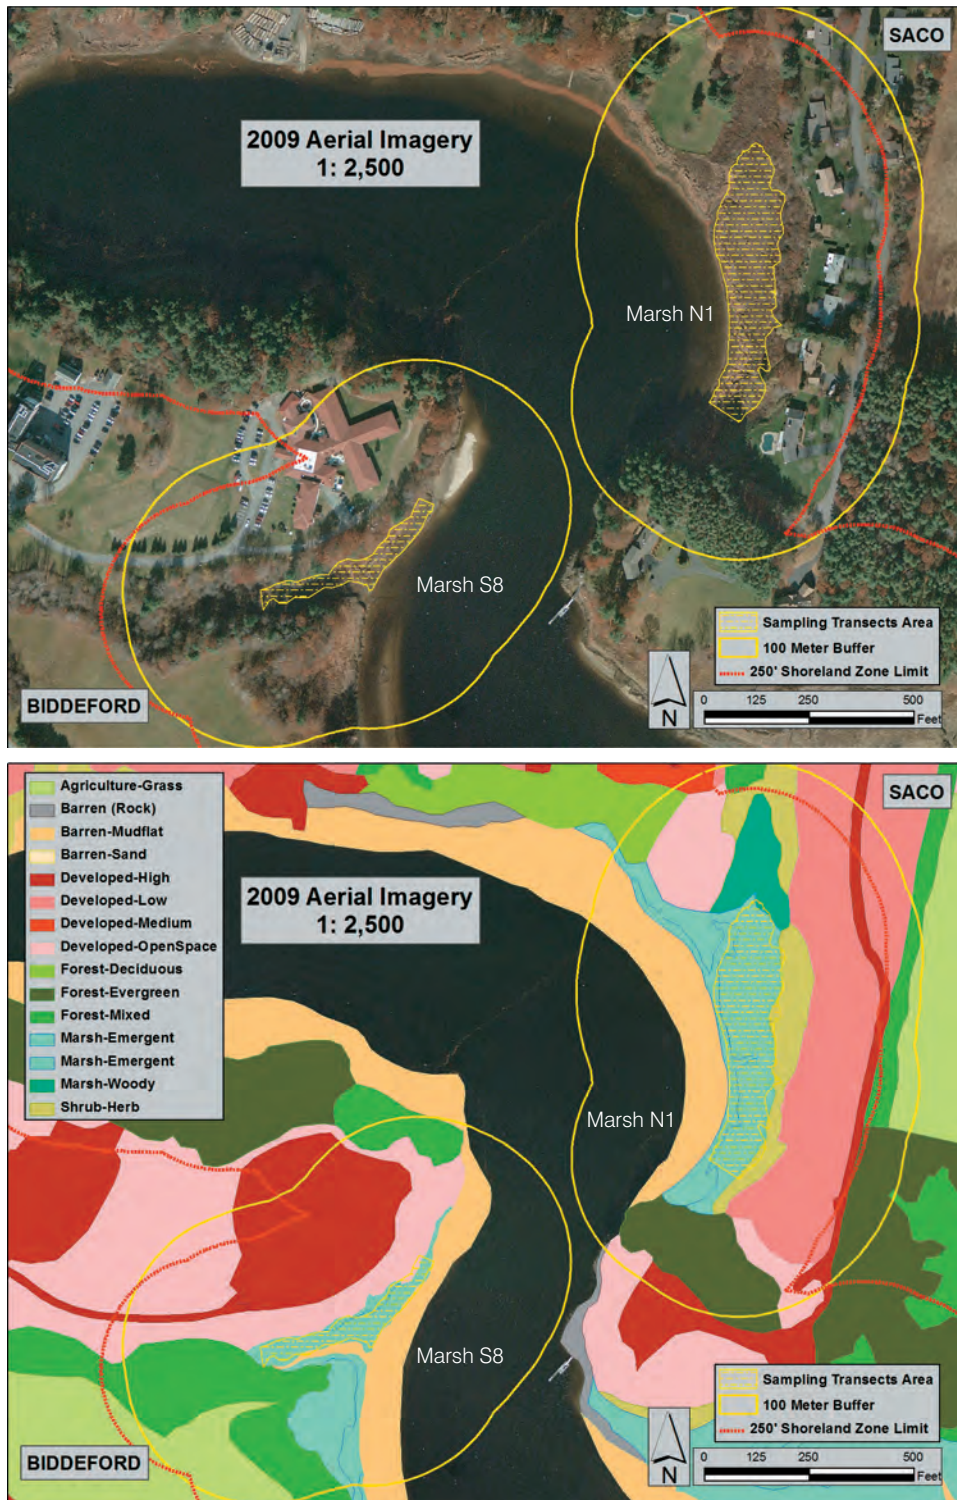 SACO
2009 Aerial Imagery
1: 2,500
Marsh N1
Marsh S8
BIDDEFORD
Sampling Transects Area
100 Meter Buffer
250' Shoreland Zone Limit
N
0 125 250 500
Feet
Agriculture-Grass
Barren (Rock)
Barren-Mudflat
Barren-Sand
Developed-High
Developed-Low
Developed-Medium
Developed-OpenSpace
Forest-Deciduous
Forest-Evergreen
Forest-Mixed
Marsh-Emergent
Marsh-Emergent
Marsh-Woody
Shrub-Herb
SACO
2009 Aerial Imagery
1: 2,500
Marsh N1
Marsh S8
BIDDEFORD
Sampling Transects Area
100 Meter Buffer
250' Shoreland Zone Limit
N
0 125 250 500
Feet